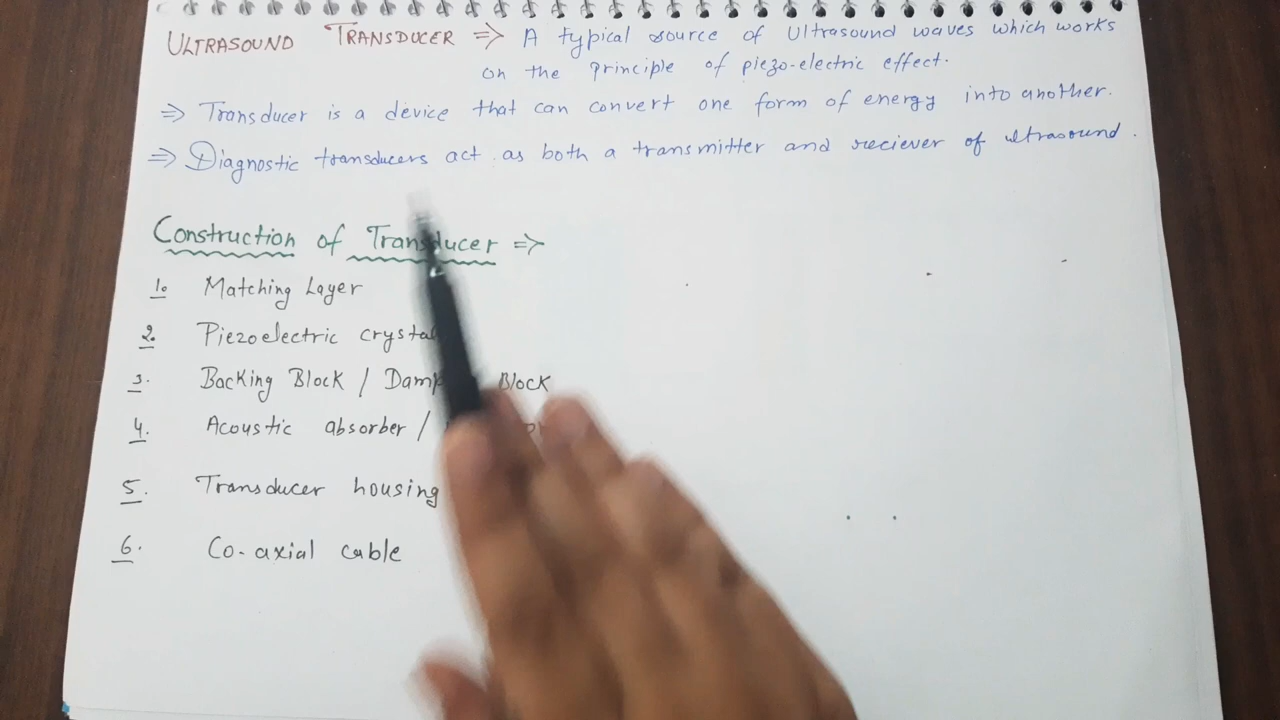 ULTRASOUND TRANSDUCER => A typical source of Ultrasound waves which works
on the principle of piezo-electric effect.
=> Transducer is a device that can convert one form of energy into another.
=> Diagnostic transducers act as both a transmitter and reciever of ultrasound.
Construction of Transducer =>
1. Matching Layer
2. Piezoelectric crystal
3. Backing Block / Block
4. Acoustic absorber /
5. Transducer housing
6. Co-axial cable